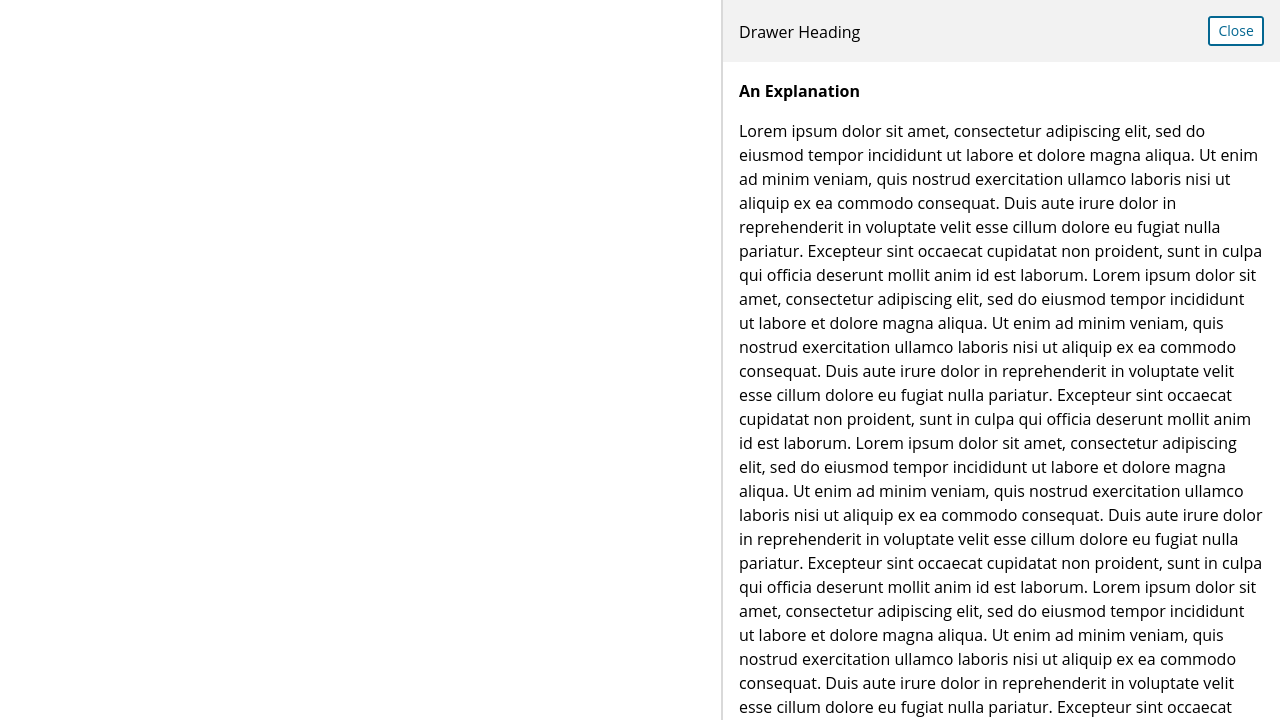 Drawer Heading
Close
An Explanation
Lorem ipsum dolor sit amet, consectetur adipiscing elit, sed do
eiusmod tempor incididunt ut labore et dolore magna aliqua. Ut enim
ad minim veniam, quis nostrud exercitation ullamco laboris nisi ut
aliquip ex ea commodo consequat. Duis aute irure dolor in
reprehenderit in voluptate velit esse cillum dolore eu fugiat nulla
pariatur. Excepteur sint occaecat cupidatat non proident, sunt in culpa
qui officia deserunt mollit anim id est laborum. Lorem ipsum dolor sit
amet, consectetur adipiscing elit, sed do eiusmod tempor incididunt
ut labore et dolore magna aliqua. Ut enim ad minim veniam, quis
nostrud exercitation ullamco laboris nisi ut aliquip ex ea commodo
consequat. Duis aute irure dolor in reprehenderit in voluptate velit
esse cillum dolore eu fugiat nulla pariatur. Excepteur sint occaecat
cupidatat non proident, sunt in culpa qui officia deserunt mollit anim
id est laborum. Lorem ipsum dolor sit amet, consectetur adipiscing
elit, sed do eiusmod tempor incididunt ut labore et dolore magna
aliqua. Ut enim ad minim veniam, quis nostrud exercitation ullamco
laboris nisi ut aliquip ex ea commodo consequat. Duis aute irure dolor
in reprehenderit in voluptate velit esse cillum dolore eu fugiat nulla
pariatur. Excepteur sint occaecat cupidatat non proident, sunt in culpa
qui officia deserunt mollit anim id est laborum. Lorem ipsum dolor sit
amet, consectetur adipiscing elit, sed do eiusmod tempor incididunt
ut labore et dolore magna aliqua. Ut enim ad minim veniam, quis
nostrud exercitation ullamco laboris nisi ut aliquip ex ea commodo
consequat. Duis aute irure dolor in reprehenderit in voluptate velit
esse cillum dolore eu fugiat nulla pariatur. Excepteur sint occaecat